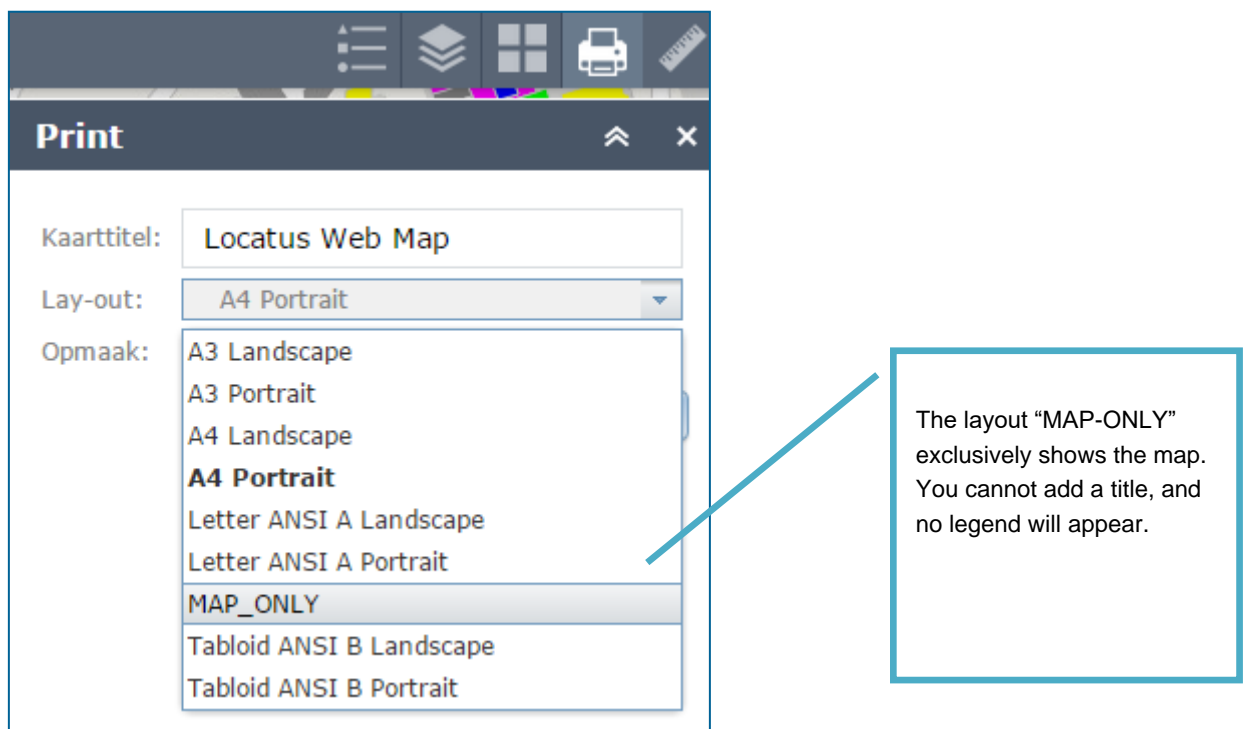 Print
Kaarttitel: Locatus Web Map
Lay-out: A4 Portrait
Opmaak:
A3 Landscape
A3 Portrait
A4 Landscape
A4 Portrait
Letter ANSI A Landscape
Letter ANSI A Portrait
MAP_ONLY
Tabloid ANSI B Landscape
Tabloid ANSI B Portrait
The layout “MAP-ONLY”
exclusively shows the map.
You cannot add a title, and
no legend will appear.